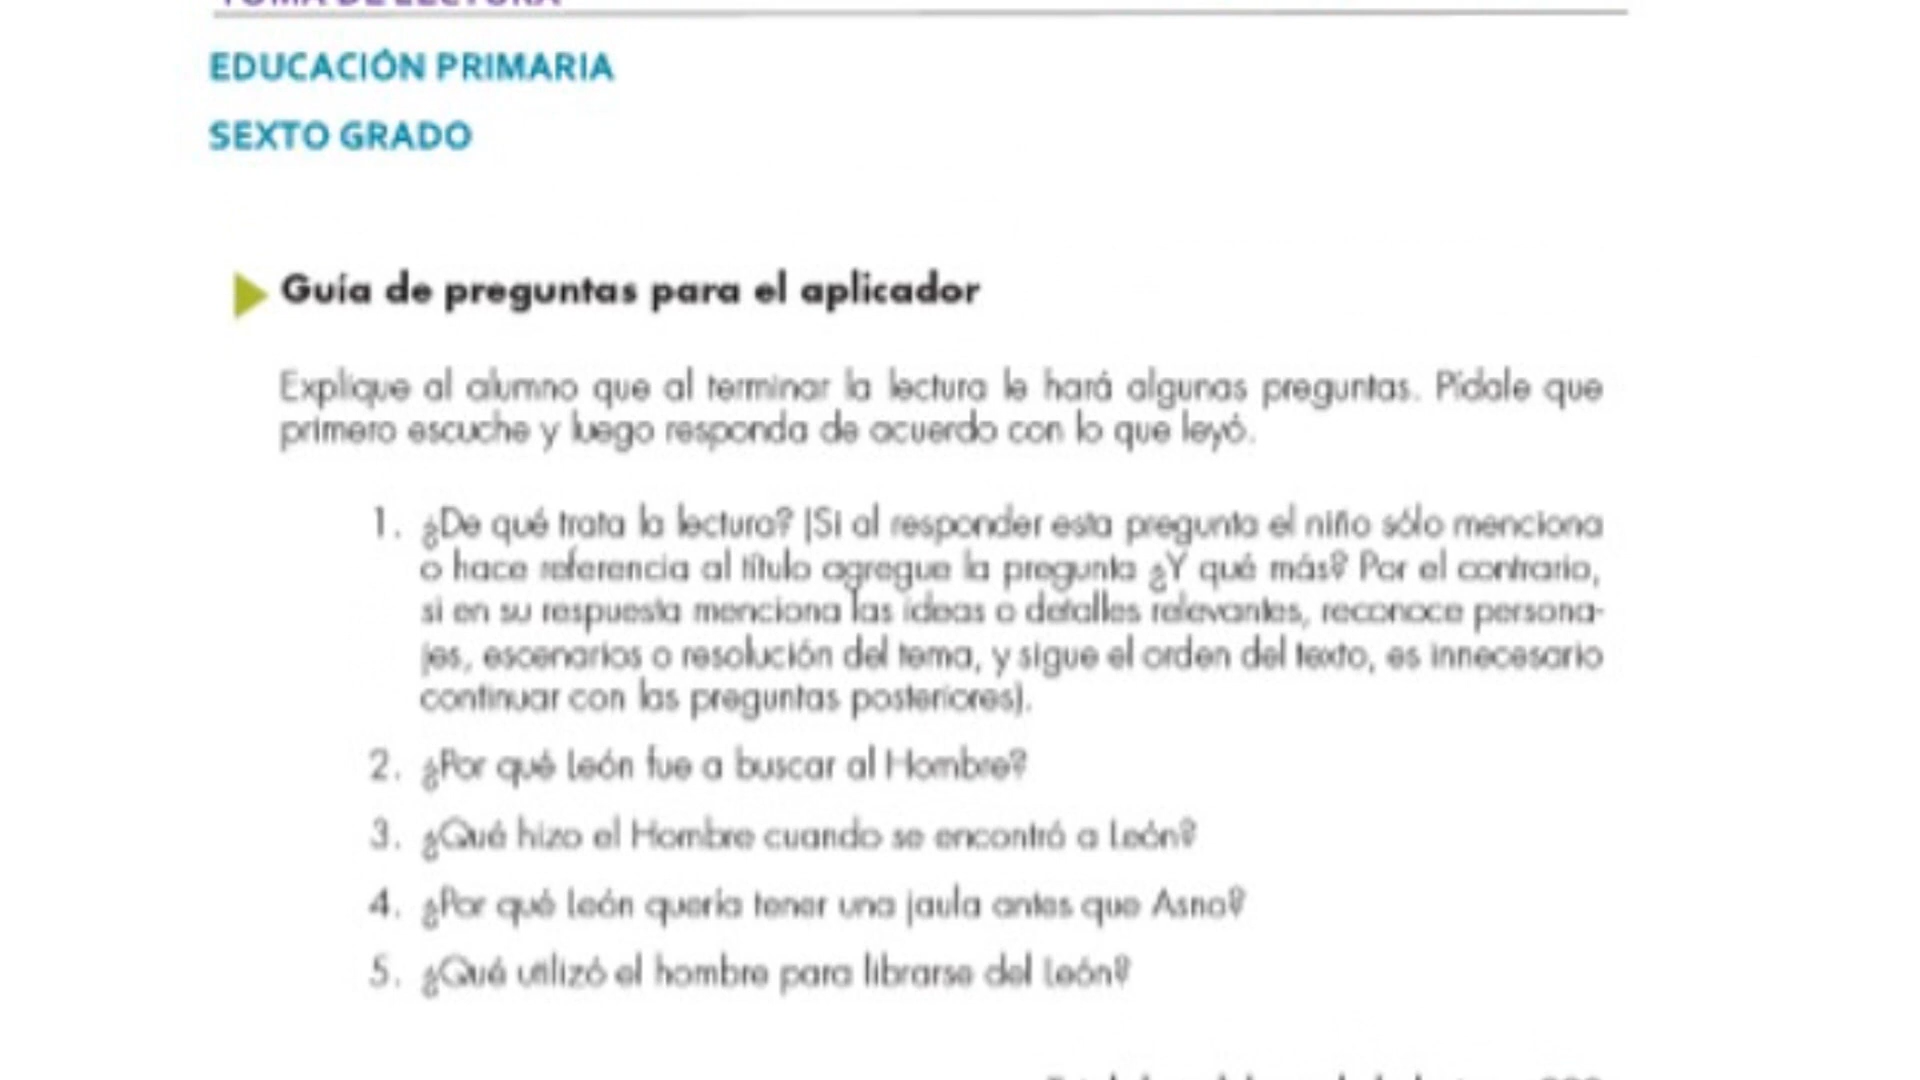 TOMA DE LECTURA
EDUCACIÓN PRIMARIA
SEXTO GRADO
Guía de preguntas para el aplicador
Explique al alumno que al terminar la lectura le hará algunas preguntas. Pídale que
primero escuche y luego responda de acuerdo con lo que leyó.
1. ¿De qué trata la lectura? (Si al responder esta pregunta el niño sólo menciona
o hace referencia al título agregue la pregunta ¿Y qué más? Por el contrario,
si en su respuesta menciona las ideas o detalles relevantes, reconoce persona-
jes, escenarios o resolución del tema, y sigue el orden del texto, es innecesario
continuar con las preguntas posteriores).
2. ¿Por qué León fue a buscar al Hombre?
3. ¿Qué hizo el Hombre cuando se encontró a León?
4. ¿Por qué León quería tener una jaula antes que Asno?
5. ¿Qué utilizó el hombre para librarse del León?